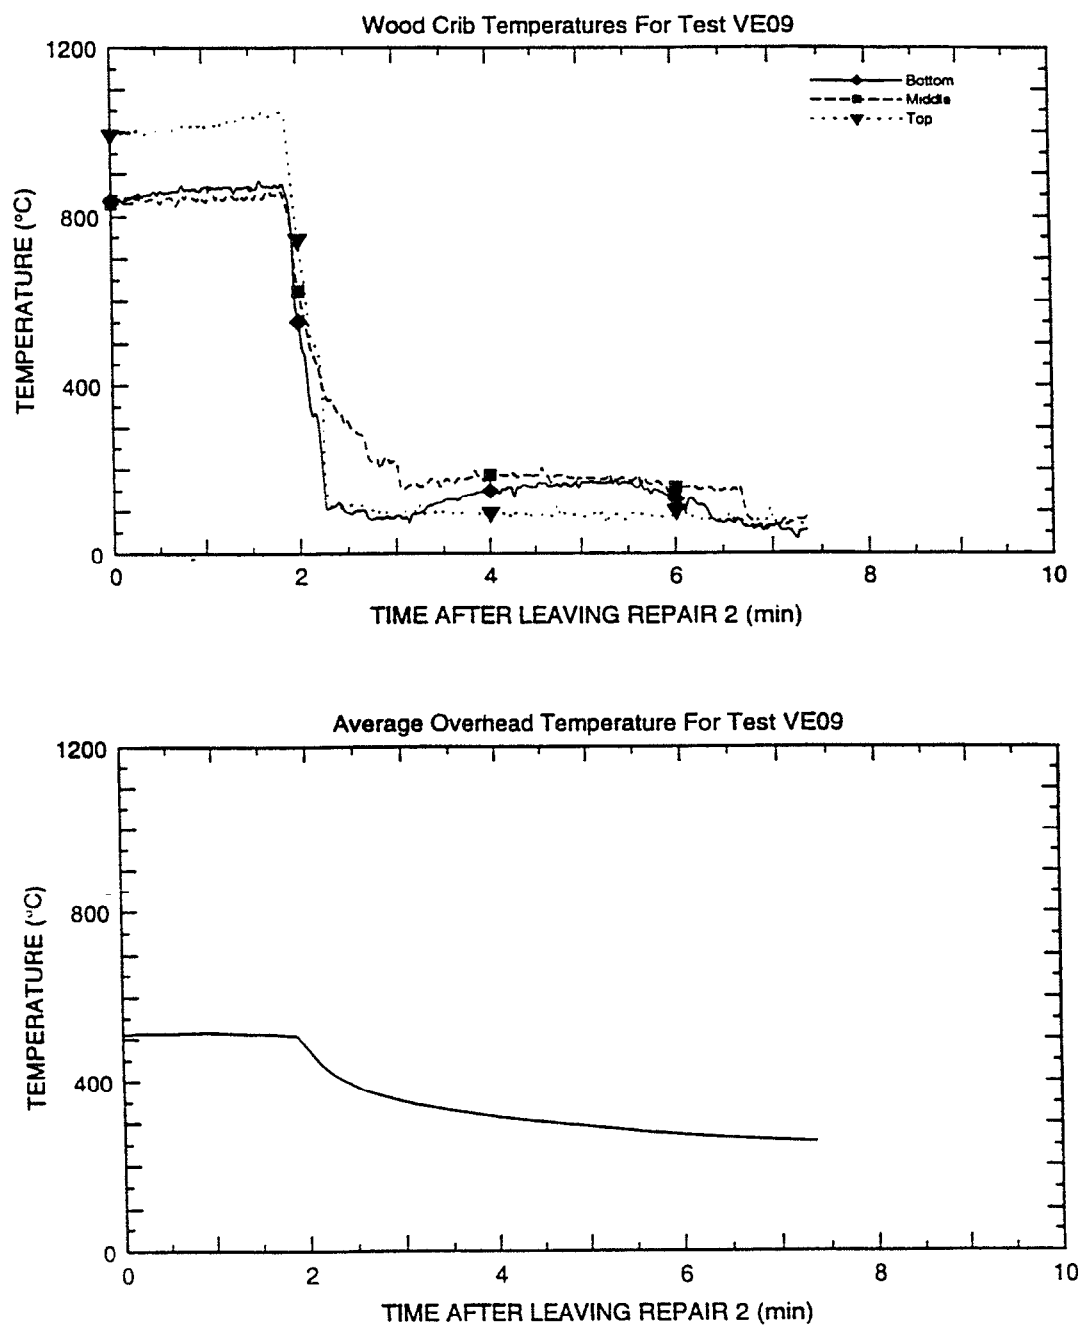 Wood Crib Temperatures For Test VE09
1200
800
400
0
TEMPERATURE (°C)
Bottom
Middle
Top
0 2 4 6 8 10
TIME AFTER LEAVING REPAIR 2 (min)
Average Overhead Temperature For Test VE09
1200
800
400
0
TEMPERATURE (°C)
0 2 4 6 8 10
TIME AFTER LEAVING REPAIR 2 (min)